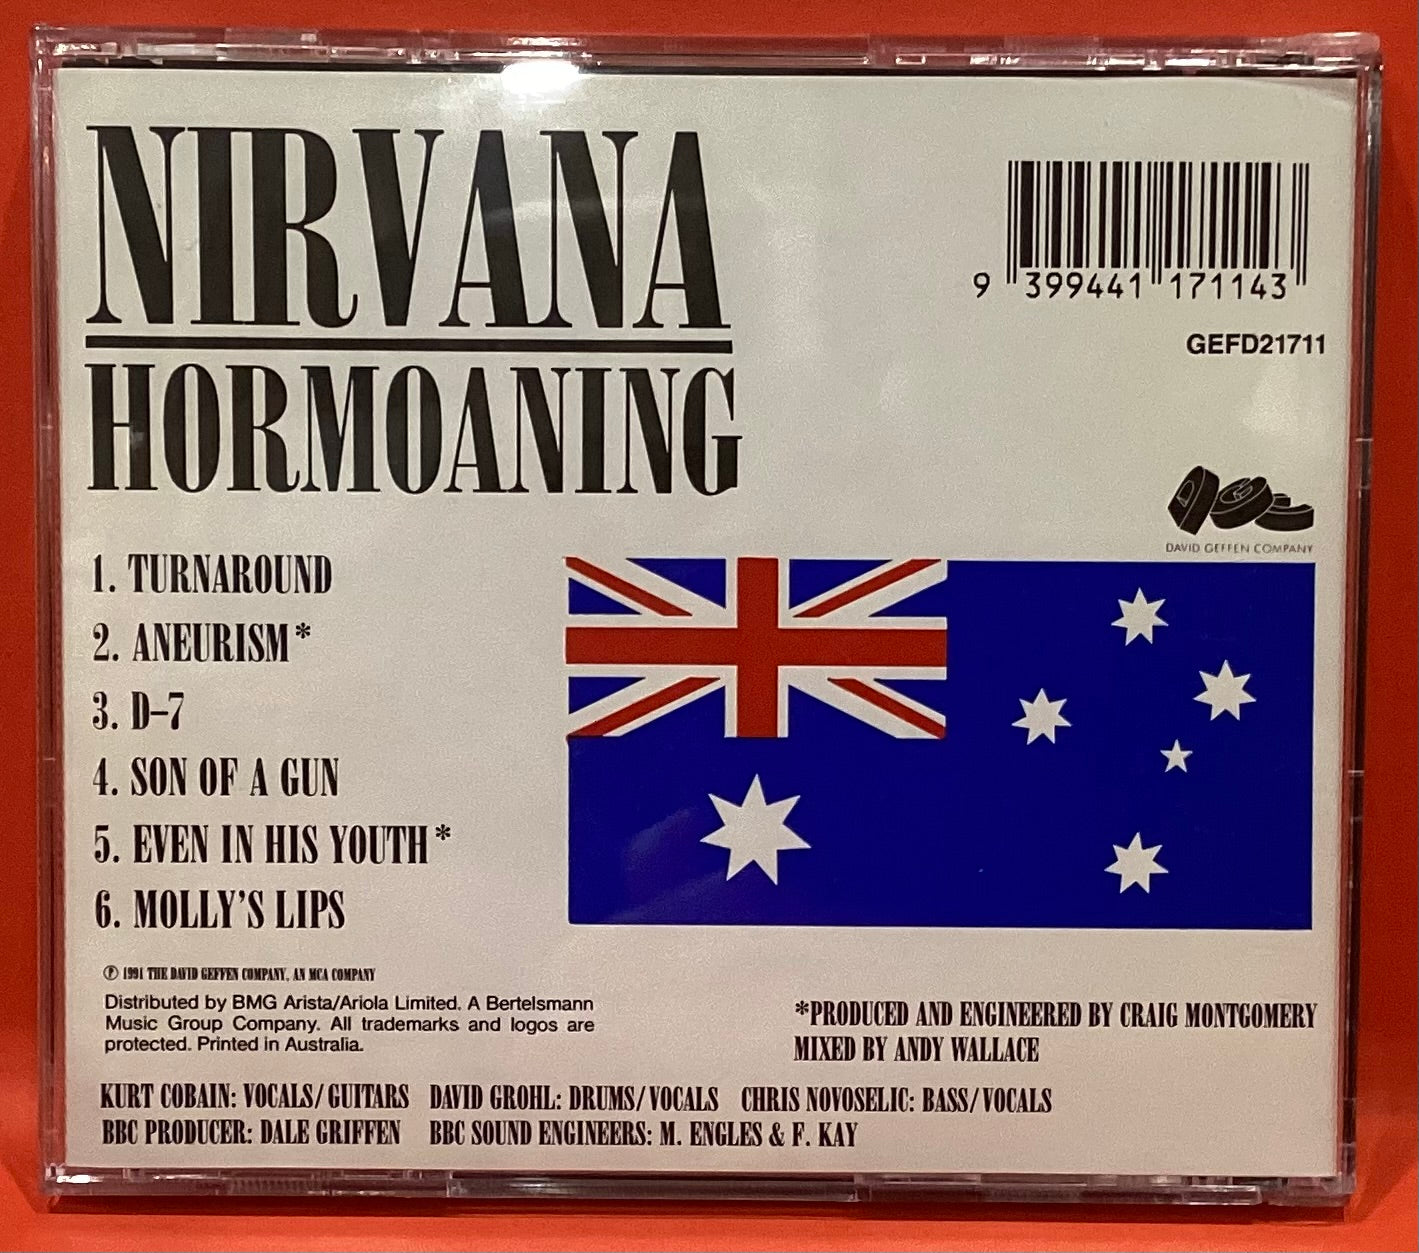 NIRVANA
HORMOANING
9 399441 171143
GEFD21711
DAVID GEFFEN COMPANY
1. TURNAROUND
2. ANEURISM*
3. D-7
4. SON OF A GUN
5. EVEN IN HIS YOUTH*
6. MOLLY'S LIPS
℗ 1991 THE DAVID GEFFEN COMPANY, AN MCA COMPANY
Distributed by BMG Arista/Ariola Limited. A Bertelsmann
Music Group Company. All trademarks and logos are
protected. Printed in Australia.
*PRODUCED AND ENGINEERED BY CRAIG MONTGOMERY
MIXED BY ANDY WALLACE
KURT COBAIN: VOCALS/GUITARS DAVID GROHL: DRUMS/VOCALS CHRIS NOVOSELIC: BASS/VOCALS
BBC PRODUCER: DALE GRIFFEN BBC SOUND ENGINEERS: M. ENGLES & F. KAY